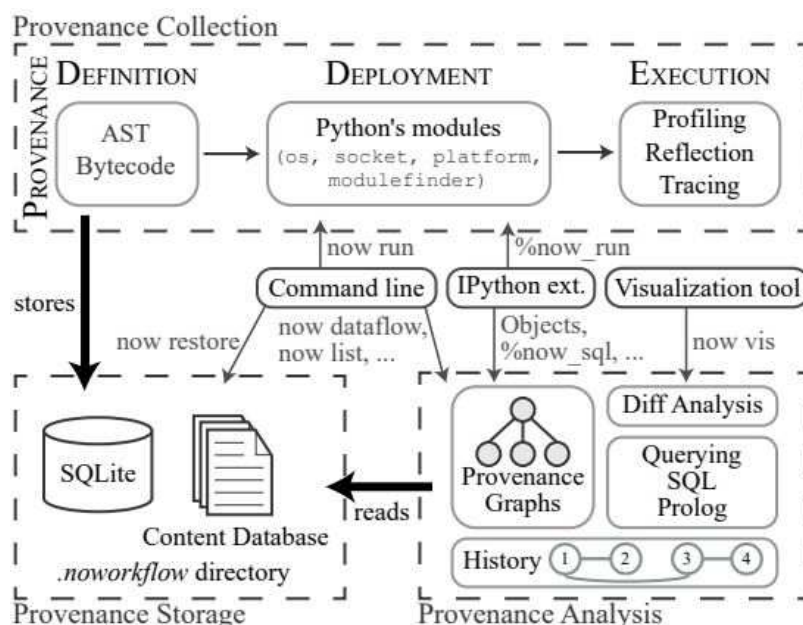 Provenance Collection
PROVENANCE
DEFINITION
AST
Bytecode
DEPLOYMENT
Python's modules
(os, socket, platform,
modulefinder)
EXECUTION
Profiling
Reflection
Tracing
now run
%now_run
stores
Command line
IPython ext.
Visualization tool
now restore
now dataflow,
now list, ...
Objects,
%now_sql, ...
now vis
SQLite
Content Database
.noworkflow directory
Provenance Storage
reads
Provenance
Graphs
Diff Analysis
Querying
SQL
Prolog
History 1 2 3 4
Provenance Analysis